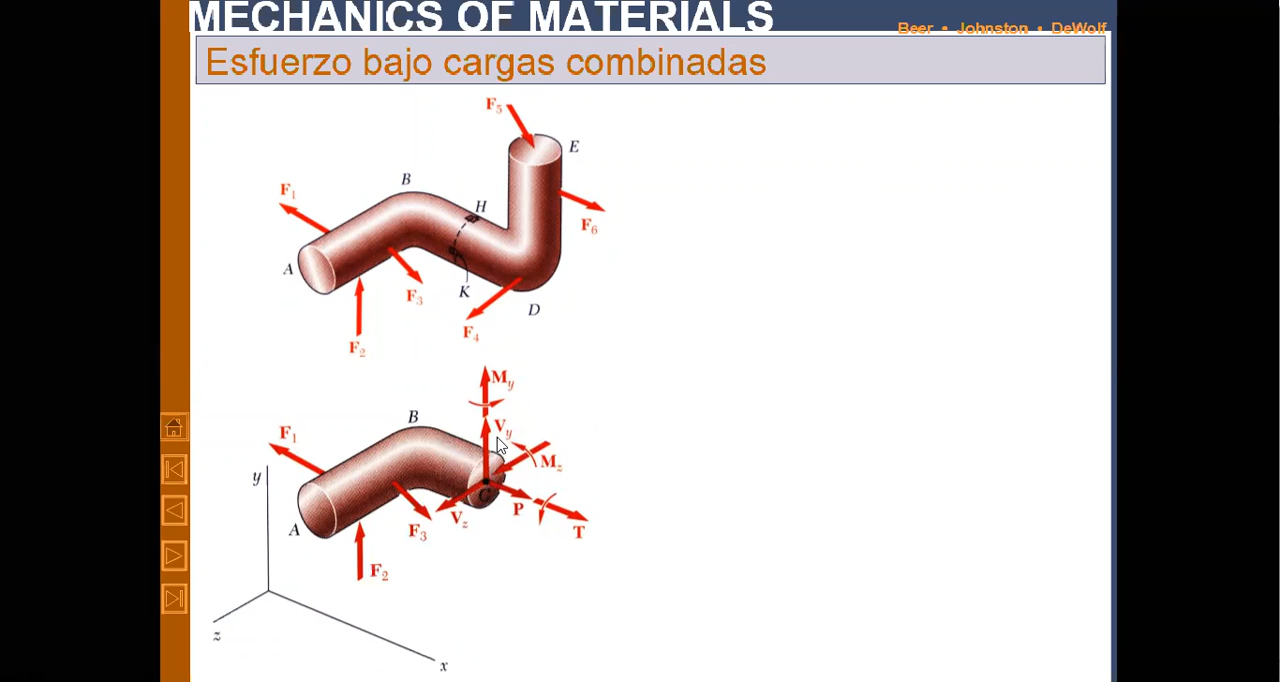 MECHANICS OF MATERIALS
Beer • Johnston • DeWolf
Esfuerzo bajo cargas combinadas
F5
E
B
F1
H
F6
A
F3
K
D
F4
F2
My
B
Vy
F1
Mz
y
C
P
Vz
A
F3
T
F2
z
x